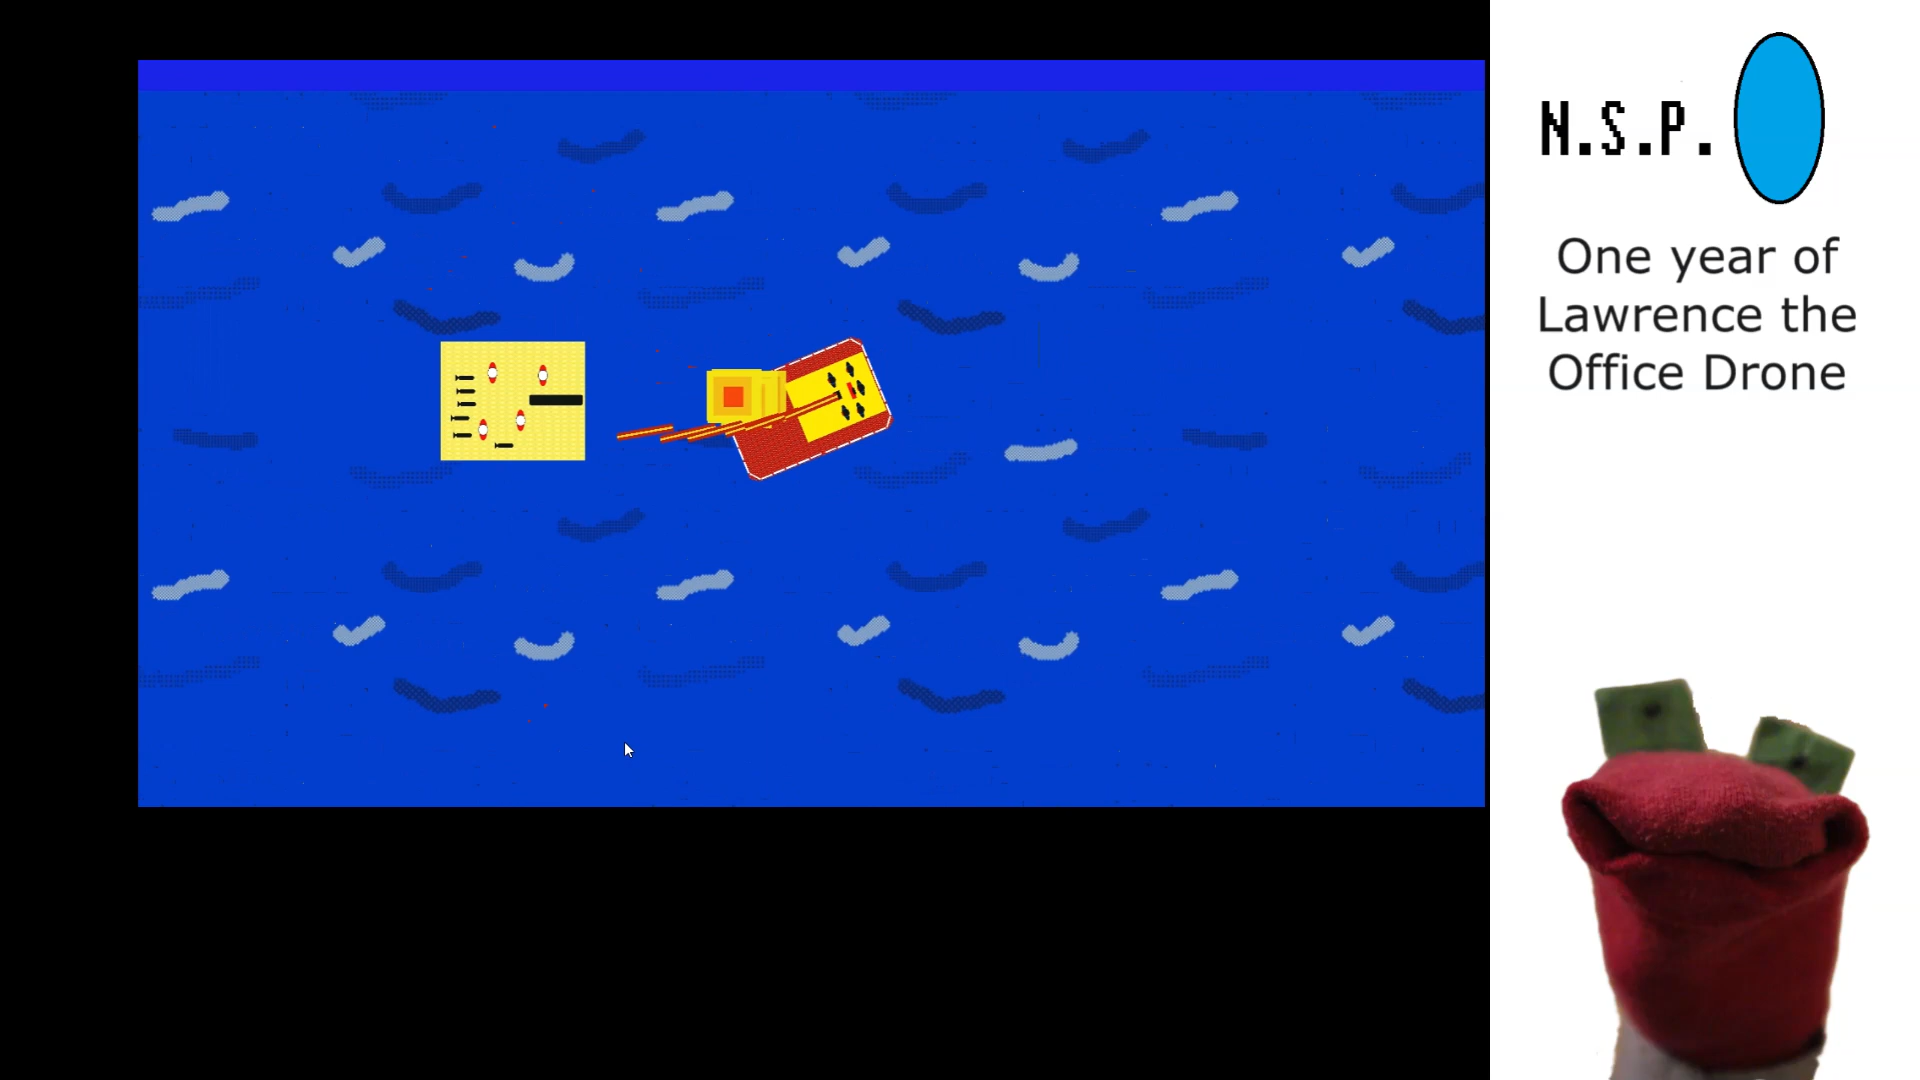 N.S.P.
One year of
Lawrence the
Office Drone